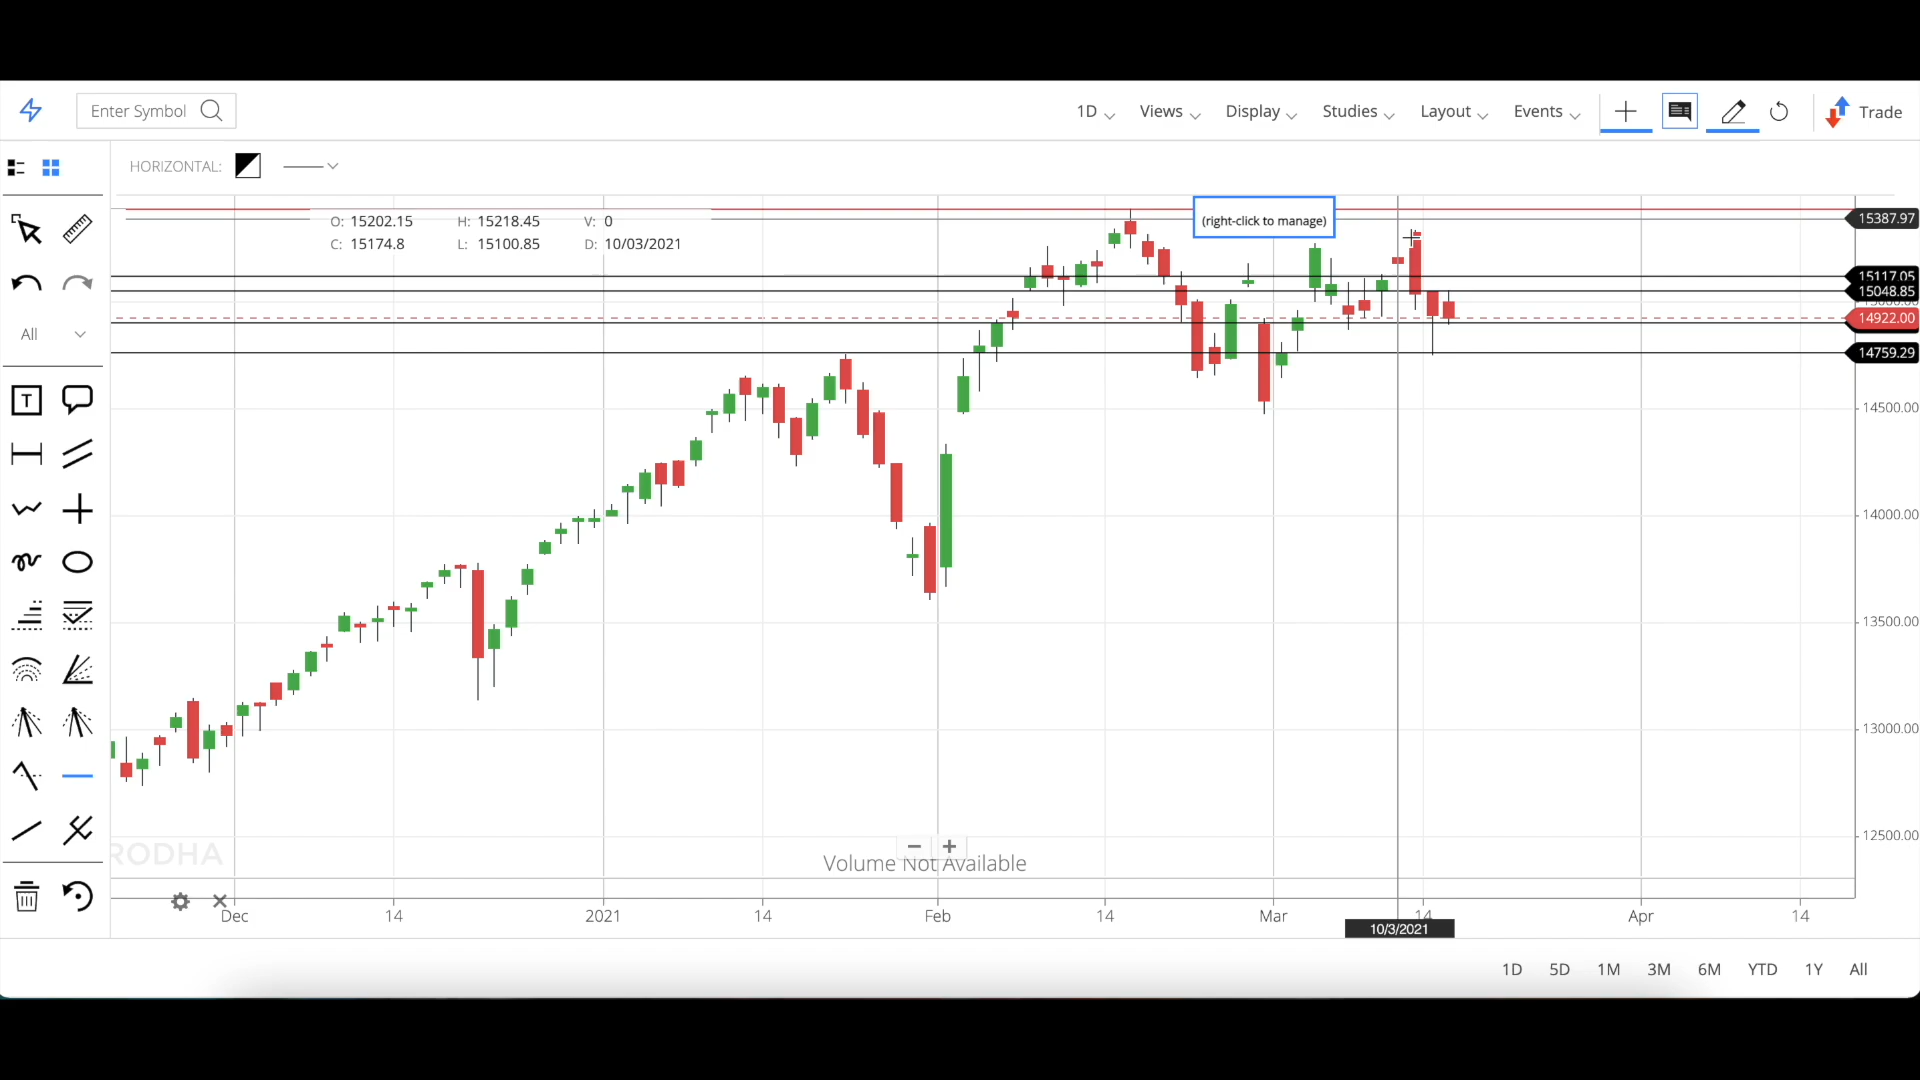 Enter Symbol
1D
Views
Display
Studies
Layout
Events
Trade
HORIZONTAL:
O: 15202.15 H: 15218.45 V: 0
C: 15174.8 L: 15100.85 D: 10/03/2021
(right-click to manage)
15387.97
15117.05
15048.85
14922.00
14759.29
All
T
14500.00
14000.00
13500.00
13000.00
12500.00
RODHA
Volume Not Available
Dec 14 2021 14 Feb 14 Mar 14 Apr 14
10/3/2021
1D 5D 1M 3M 6M YTD 1Y All